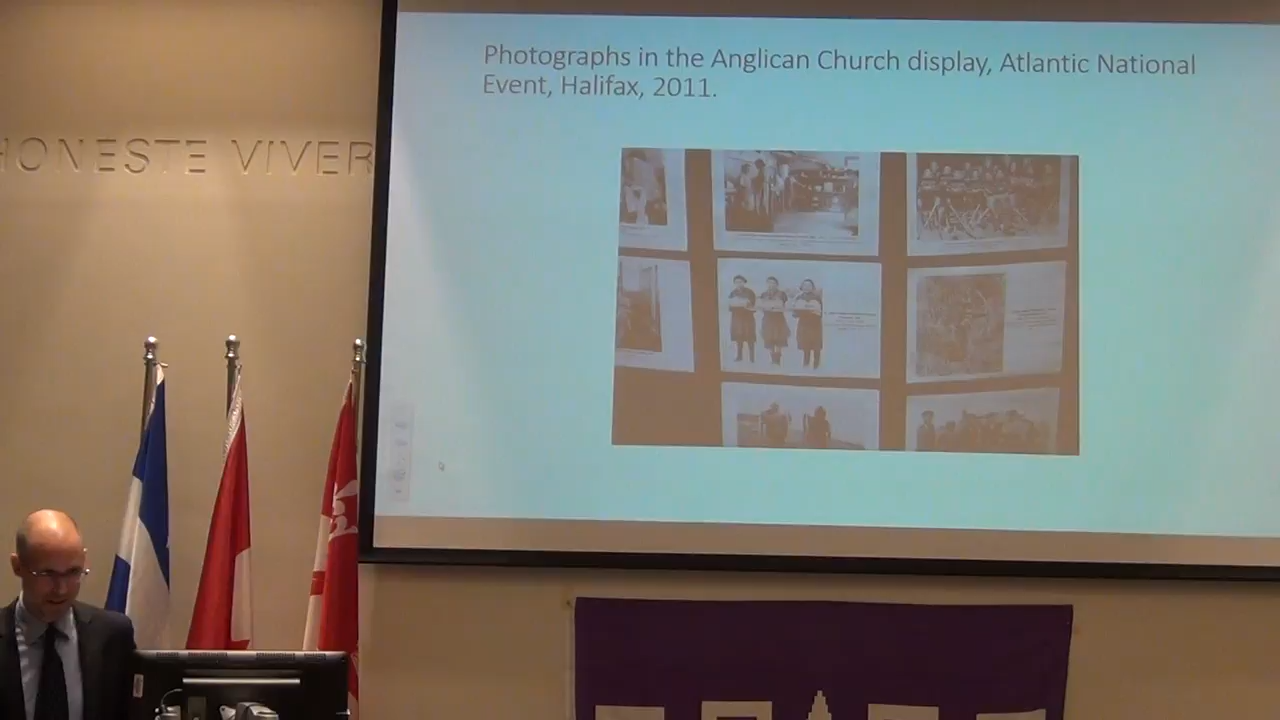 Photographs in the Anglican Church display, Atlantic National
Event, Halifax, 2011.
HONESTE VIVER